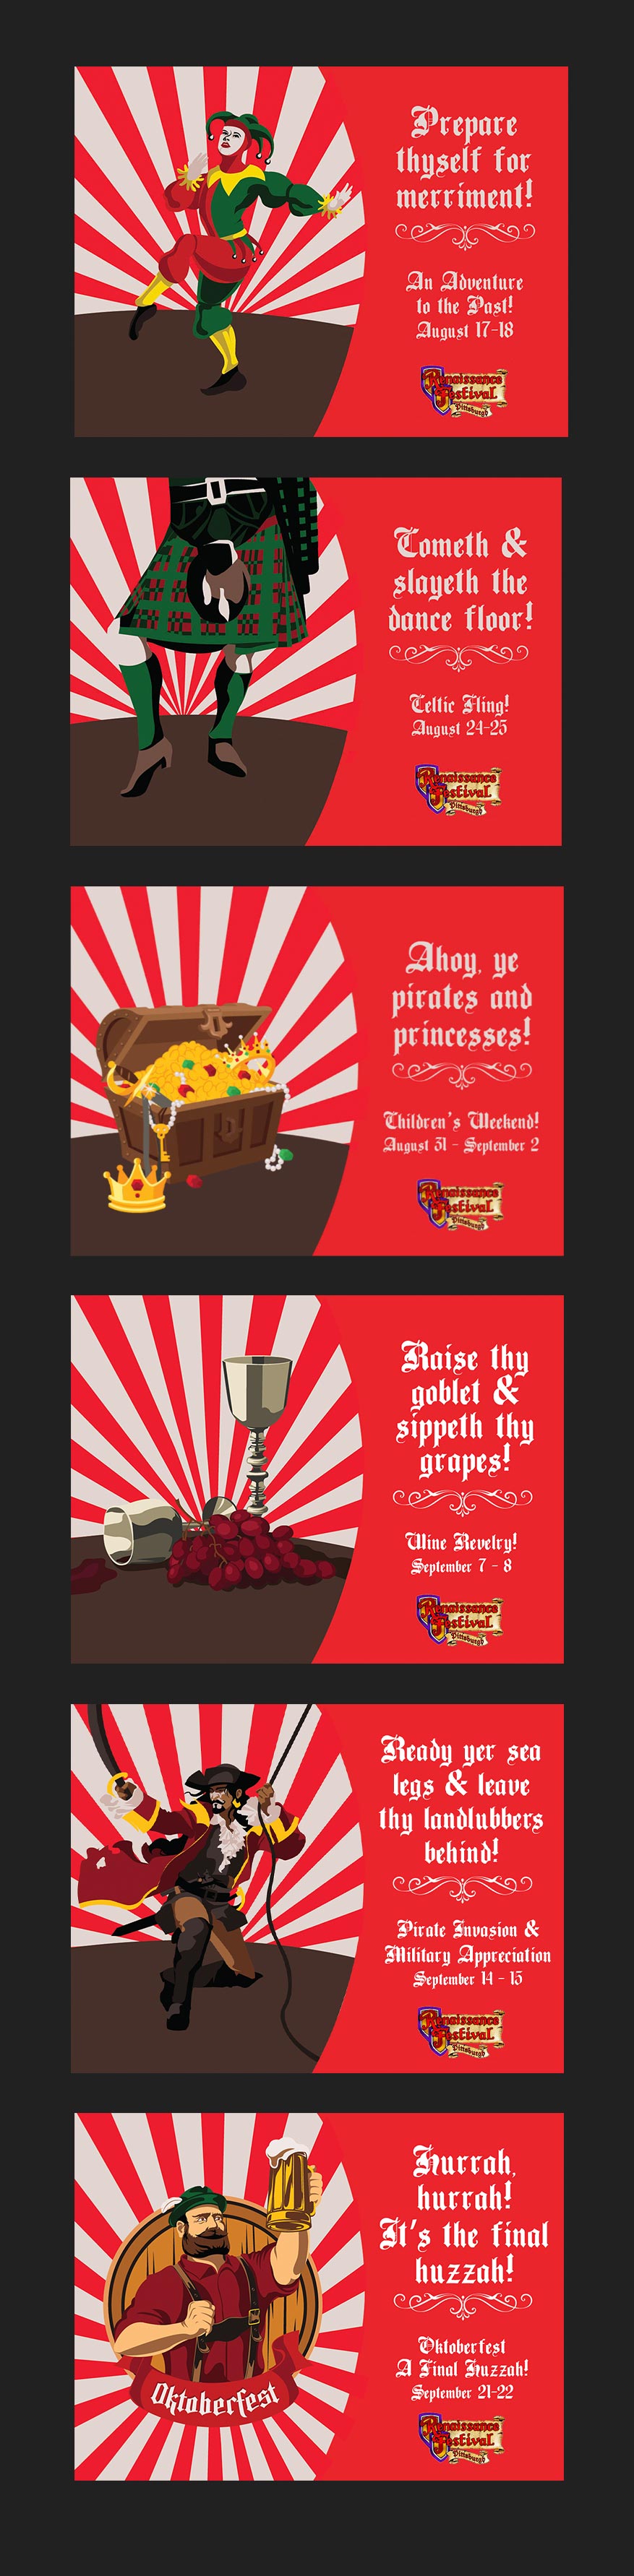 Prepare
thyself for
merriment!
An Adventure
to the Past!
August 17-18
Renaissance
Festival
Pittsburgh
Cometh &
slayeth the
dance floor!
Celtic Fling!
August 24-25
Renaissance
Festival
Pittsburgh
Ahoy, ye
pirates and
princesses!
Children's Weekend!
August 31 - September 2
Renaissance
Festival
Pittsburgh
Raise thy
goblet &
sippeth thy
grapes!
Wine Revelry!
September 7 - 8
Renaissance
Festival
Pittsburgh
Ready yer sea
legs & leave
thy landlubbers
behind!
Pirate Invasion &
Military Appreciation
September 14 - 15
Renaissance
Festival
Pittsburgh
Hurrah,
hurrah!
It's the final
huzzah!
Oktoberfest
A Final Huzzah!
September 21-22
Renaissance
Festival
Pittsburgh
Oktoberfest